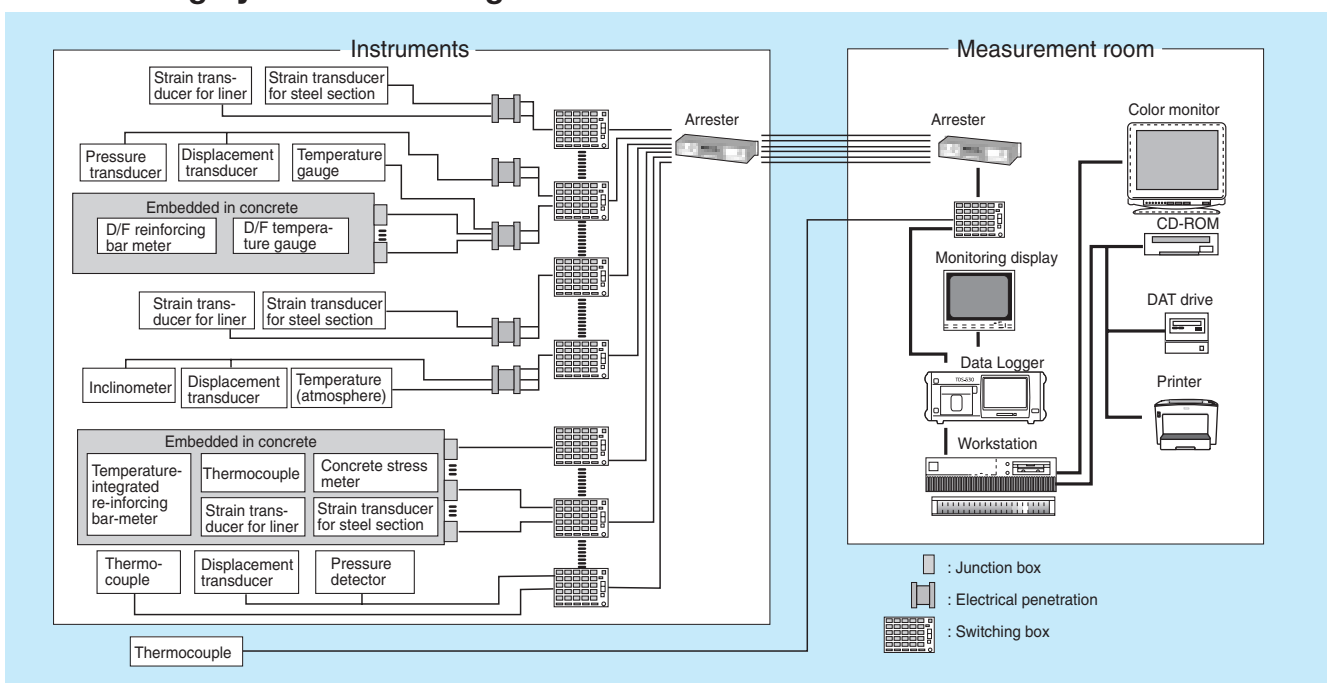 Instruments
Measurement room
Strain trans-
ducer for liner
Strain transducer
for steel section
Pressure
transducer
Displacement
transducer
Temperature
gauge
Embedded in concrete
D/F reinforcing
bar meter
D/F tempera-
ture gauge
Strain trans-
ducer for liner
Strain transducer
for steel section
Inclinometer
Displacement
transducer
Temperature
(atmosphere)
Embedded in concrete
Temperature-
integrated
re-inforcing
bar-meter
Thermocouple
Concrete stress
meter
Strain trans-
ducer for liner
Strain transducer
for steel section
Thermo-
couple
Displacement
transducer
Pressure
detector
Thermocouple
Arrester
Arrester
Monitoring display
Data Logger
TDS-630
Workstation
Color monitor
CD-ROM
DAT drive
Printer
: Junction box
: Electrical penetration
: Switching box